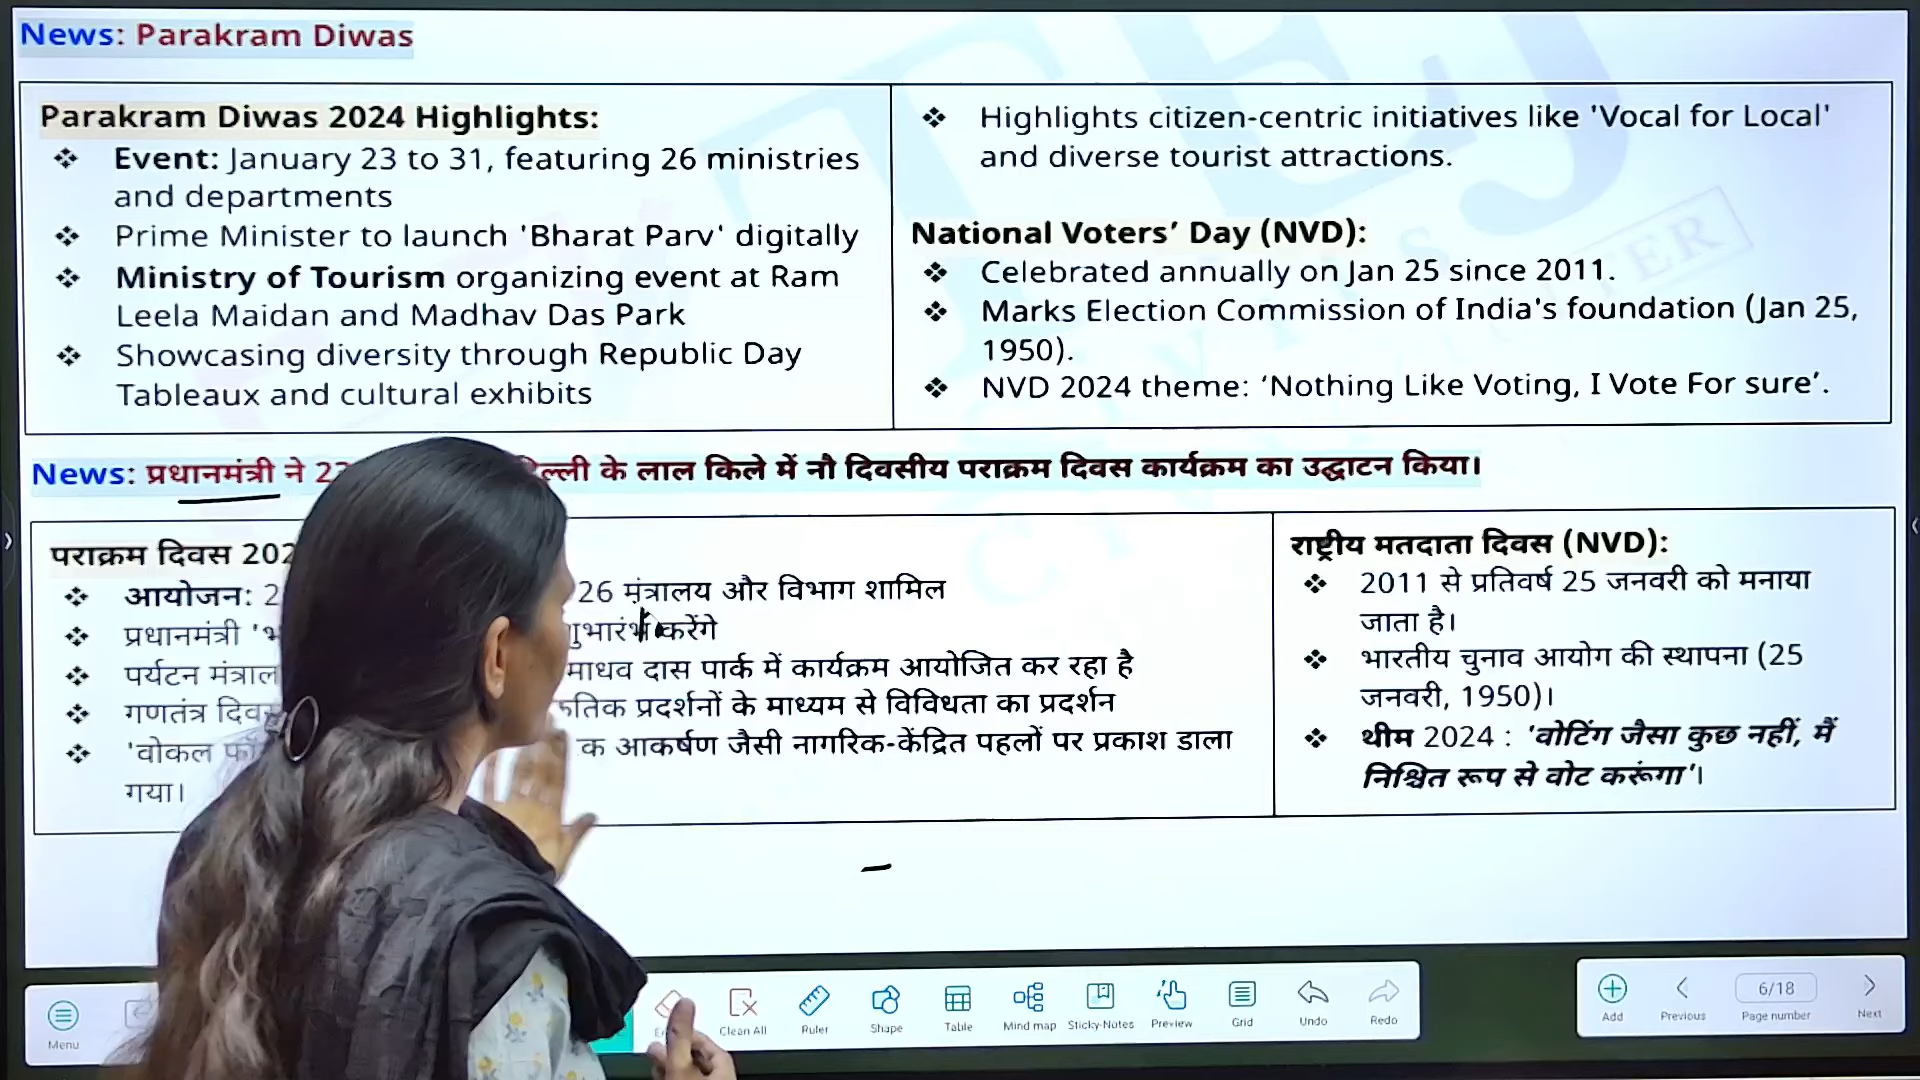 News: Parakram Diwas
Parakram Diwas 2024 Highlights:
❖ Event: January 23 to 31, featuring 26 ministries
and departments
❖ Prime Minister to launch 'Bharat Parv' digitally
❖ Ministry of Tourism organizing event at Ram
Leela Maidan and Madhav Das Park
❖ Showcasing diversity through Republic Day
Tableaux and cultural exhibits
❖ Highlights citizen-centric initiatives like 'Vocal for Local'
and diverse tourist attractions.
National Voters’ Day (NVD):
❖ Celebrated annually on Jan 25 since 2011.
❖ Marks Election Commission of India's foundation (Jan 25,
1950).
❖ NVD 2024 theme: ‘Nothing Like Voting, I Vote For sure’.
News: प्रधानमंत्री ने के लाल किले में नौ दिवसीय पराक्रम दिवस कार्यक्रम का उद्घाटन किया।
पराक्रम दिवस
❖ आयोजन: 26 मंत्रालय और विभाग शामिल
❖ प्रधानमंत्री करेंगे
❖ पर्यटन माधव दास पार्क में कार्यक्रम आयोजित कर रहा है
❖ गणतंत्र प्रदर्शनों के माध्यम से विविधता का प्रदर्शन
❖ 'वोकल आकर्षण जैसी नागरिक-केंद्रित पहलों पर प्रकाश डाला
गया।
राष्ट्रीय मतदाता दिवस (NVD):
❖ 2011 से प्रतिवर्ष 25 जनवरी को मनाया
जाता है।
❖ भारतीय चुनाव आयोग की स्थापना (25
जनवरी, 1950)।
❖ थीम 2024 : 'वोटिंग जैसा कुछ नहीं, मैं
निश्चित रूप से वोट करूंगा'।
Menu
Clean All
Ruler
Shape
Table
Mind map
Sticky-Notes
Preview
Grid
Undo
Redo
Add
Previous
6/18
Page number
Next